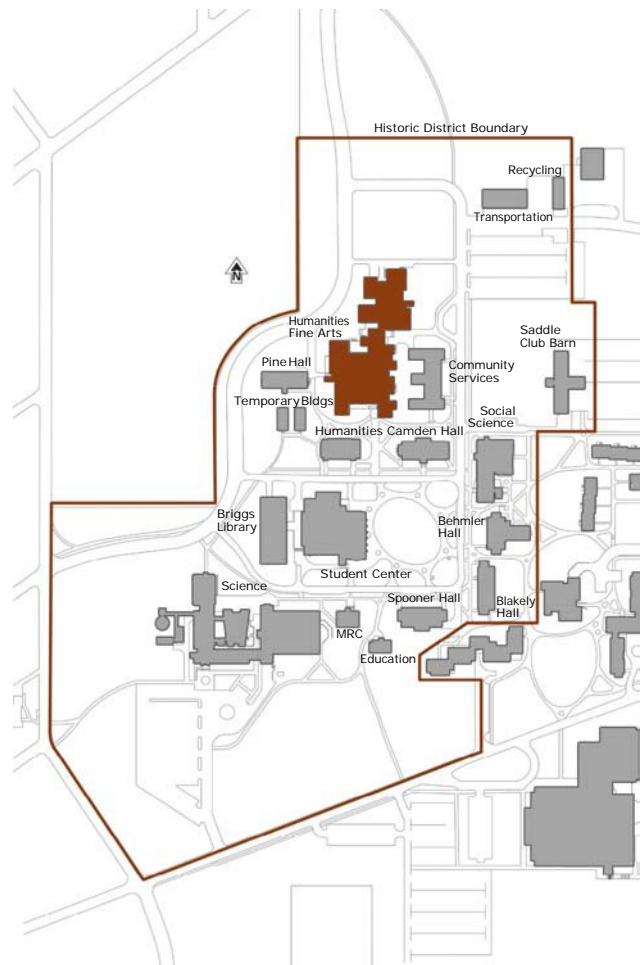 Historic District Boundary
Recycling
Transportation
N
Humanities
Fine Arts
Saddle
Club Barn
Pine Hall
Community
Services
Temporary Bldgs
Social
Science
Humanities Camden Hall
Briggs
Library
Behmler
Hall
Student Center
Science
Spooner Hall
Blakely
Hall
MRC
Education